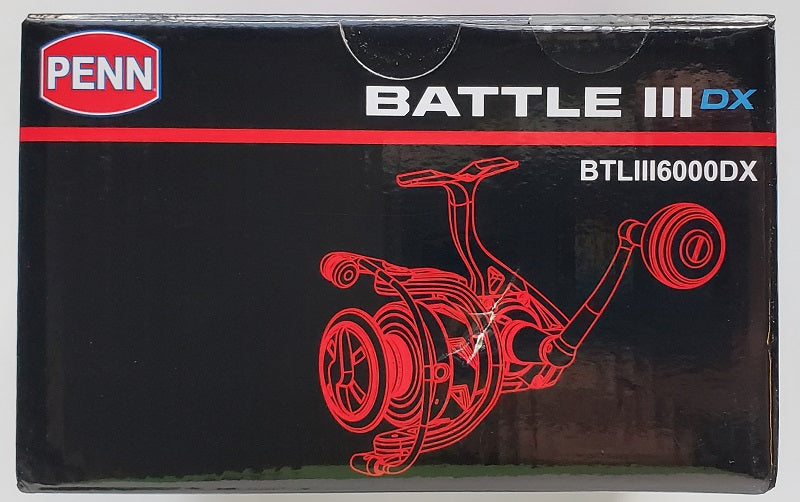 PENN
BATTLE III DX
BTLIII6000DX